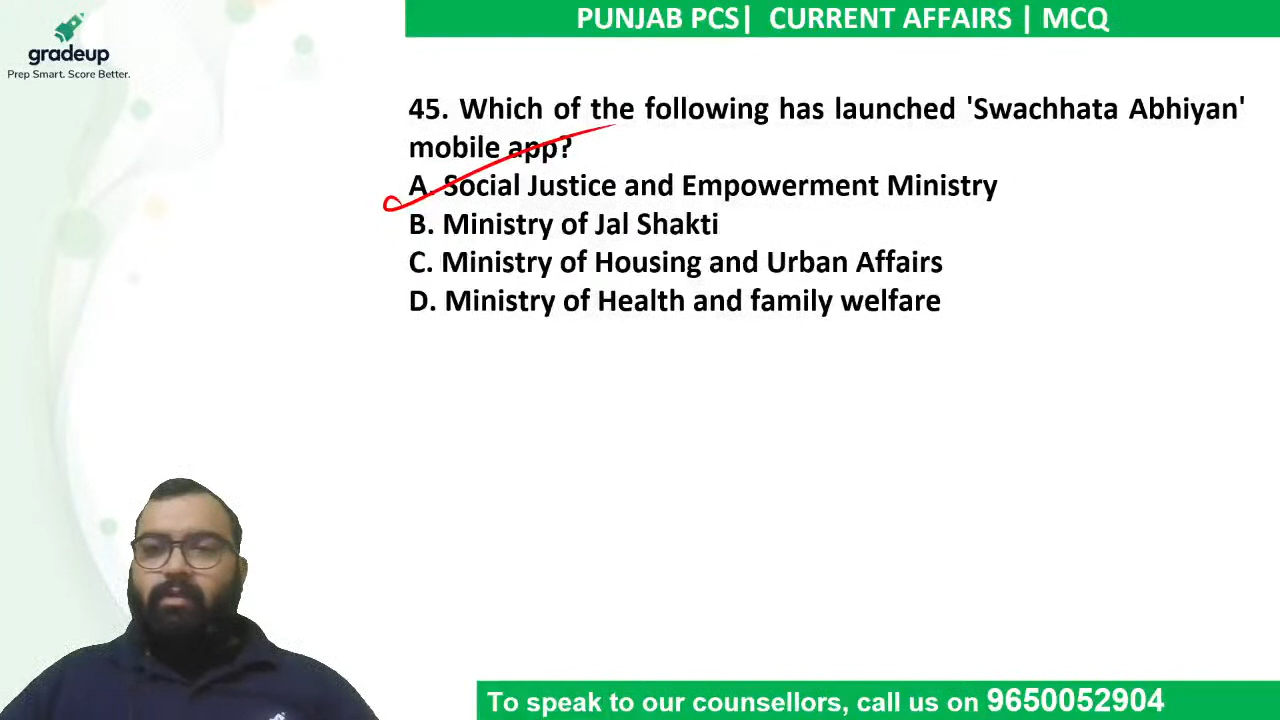 gradeup
Prep Smart. Score Better.
PUNJAB PCS| CURRENT AFFAIRS | MCQ
45. Which of the following has launched 'Swachhata Abhiyan'
mobile app?
A. Social Justice and Empowerment Ministry
B. Ministry of Jal Shakti
C. Ministry of Housing and Urban Affairs
D. Ministry of Health and family welfare
To speak to our counsellors, call us on 9650052904